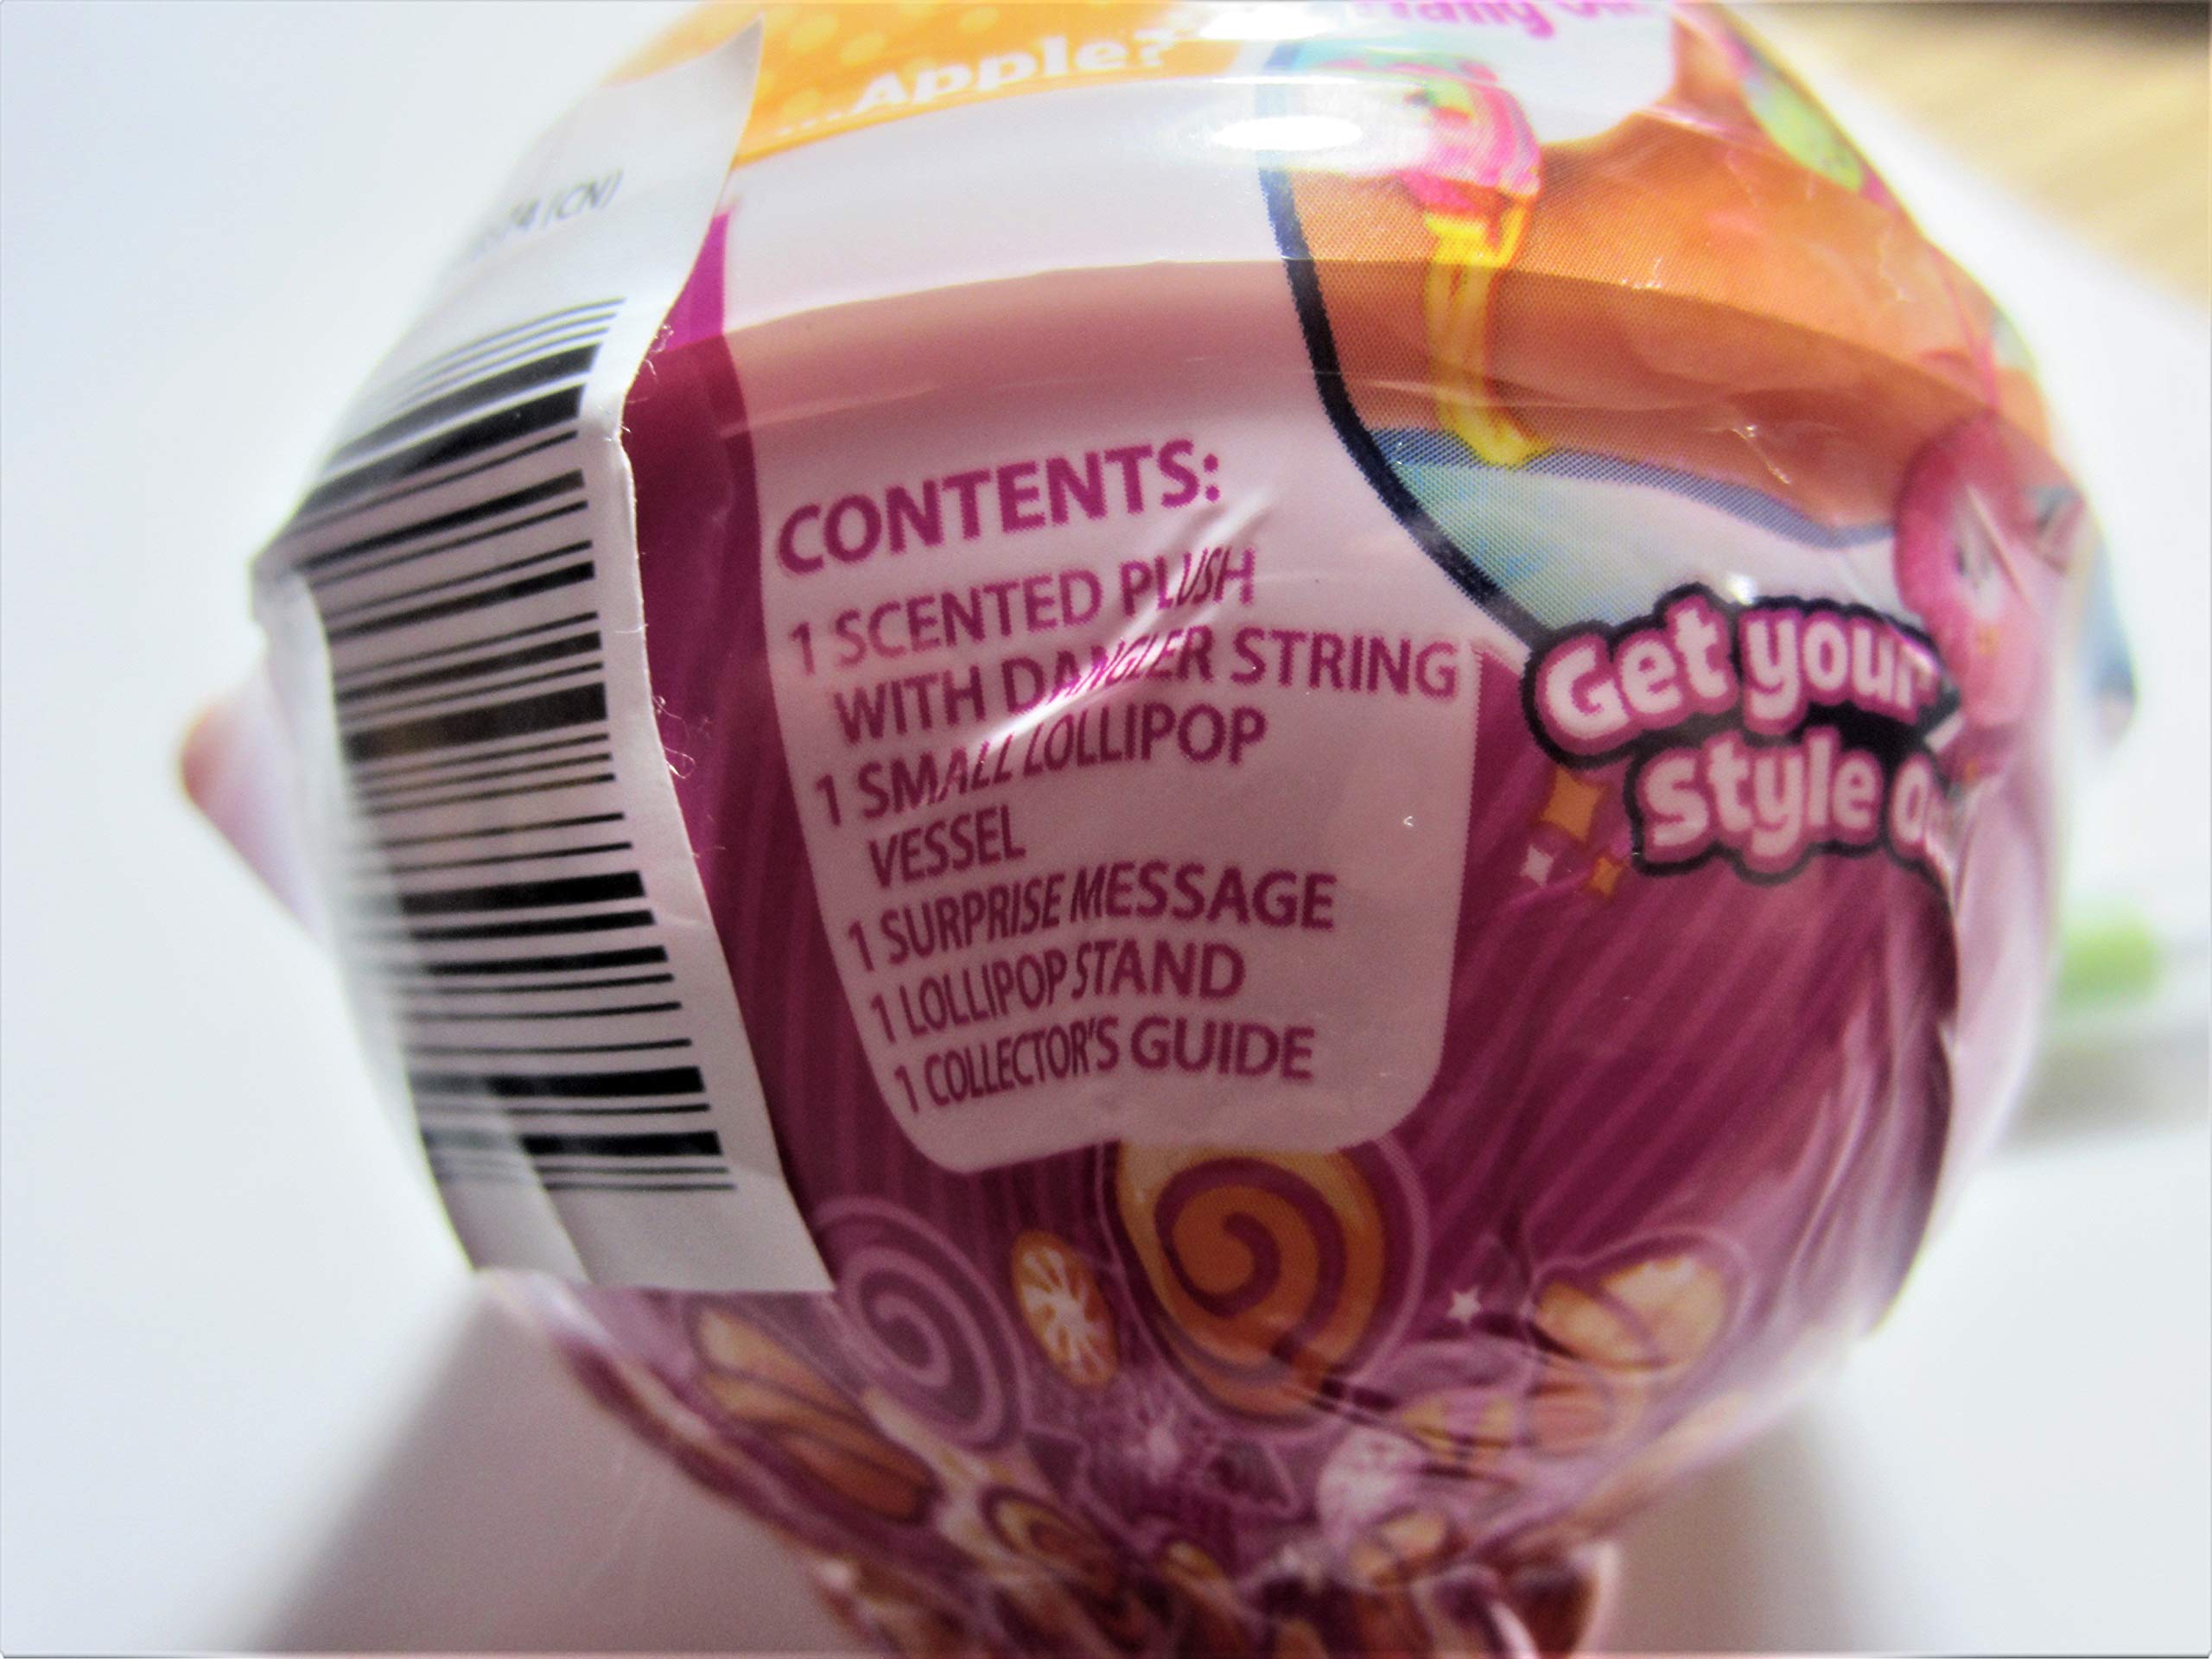 ...Apple?
(CN)
CONTENTS:
1 SCENTED PLUSH
WITH DANGLER STRING
1 SMALL LOLLIPOP
VESSEL
1 SURPRISE MESSAGE
1 LOLLIPOP STAND
1 COLLECTOR'S GUIDE
Get your
style